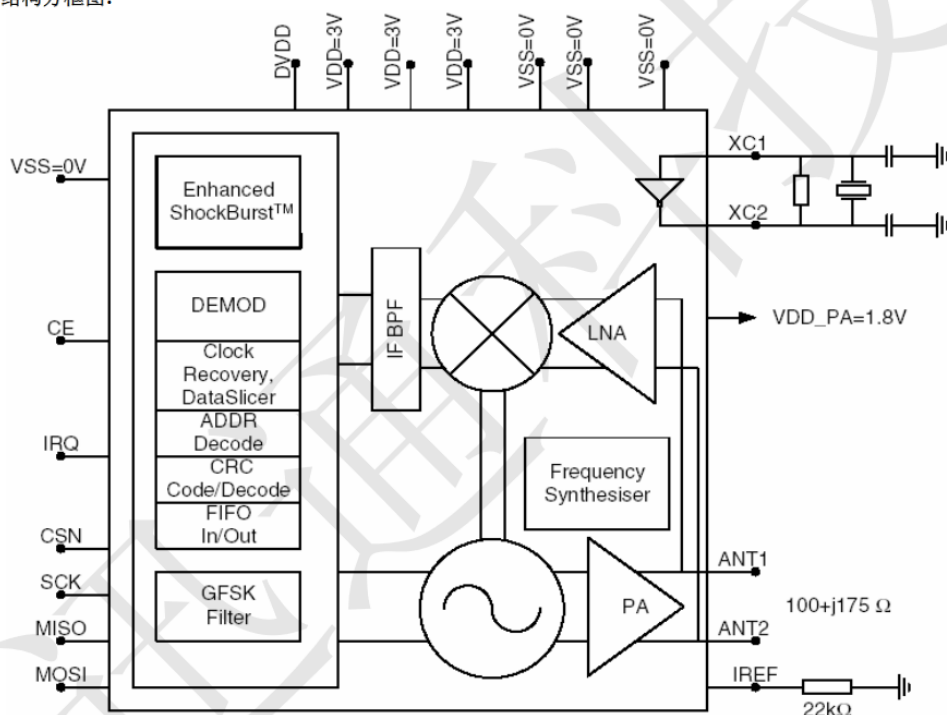 结构方框图:
DVDD
VDD=3V
VDD=3V
VDD=3V
VSS=0V
VSS=0V
VSS=0V
VSS=0V
XC1
XC2
Enhanced
ShockBurst™
DEMOD
Clock
Recovery,
DataSlicer
ADDR
Decode
CRC
Code/Decode
FIFO
In/Out
GFSK
Filter
CE
IRQ
CSN
SCK
MISO
MOSI
IF BPF
LNA
VDD_PA=1.8V
Frequency
Synthesiser
PA
ANT1
100+j175 Ω
ANT2
IREF
22kΩ